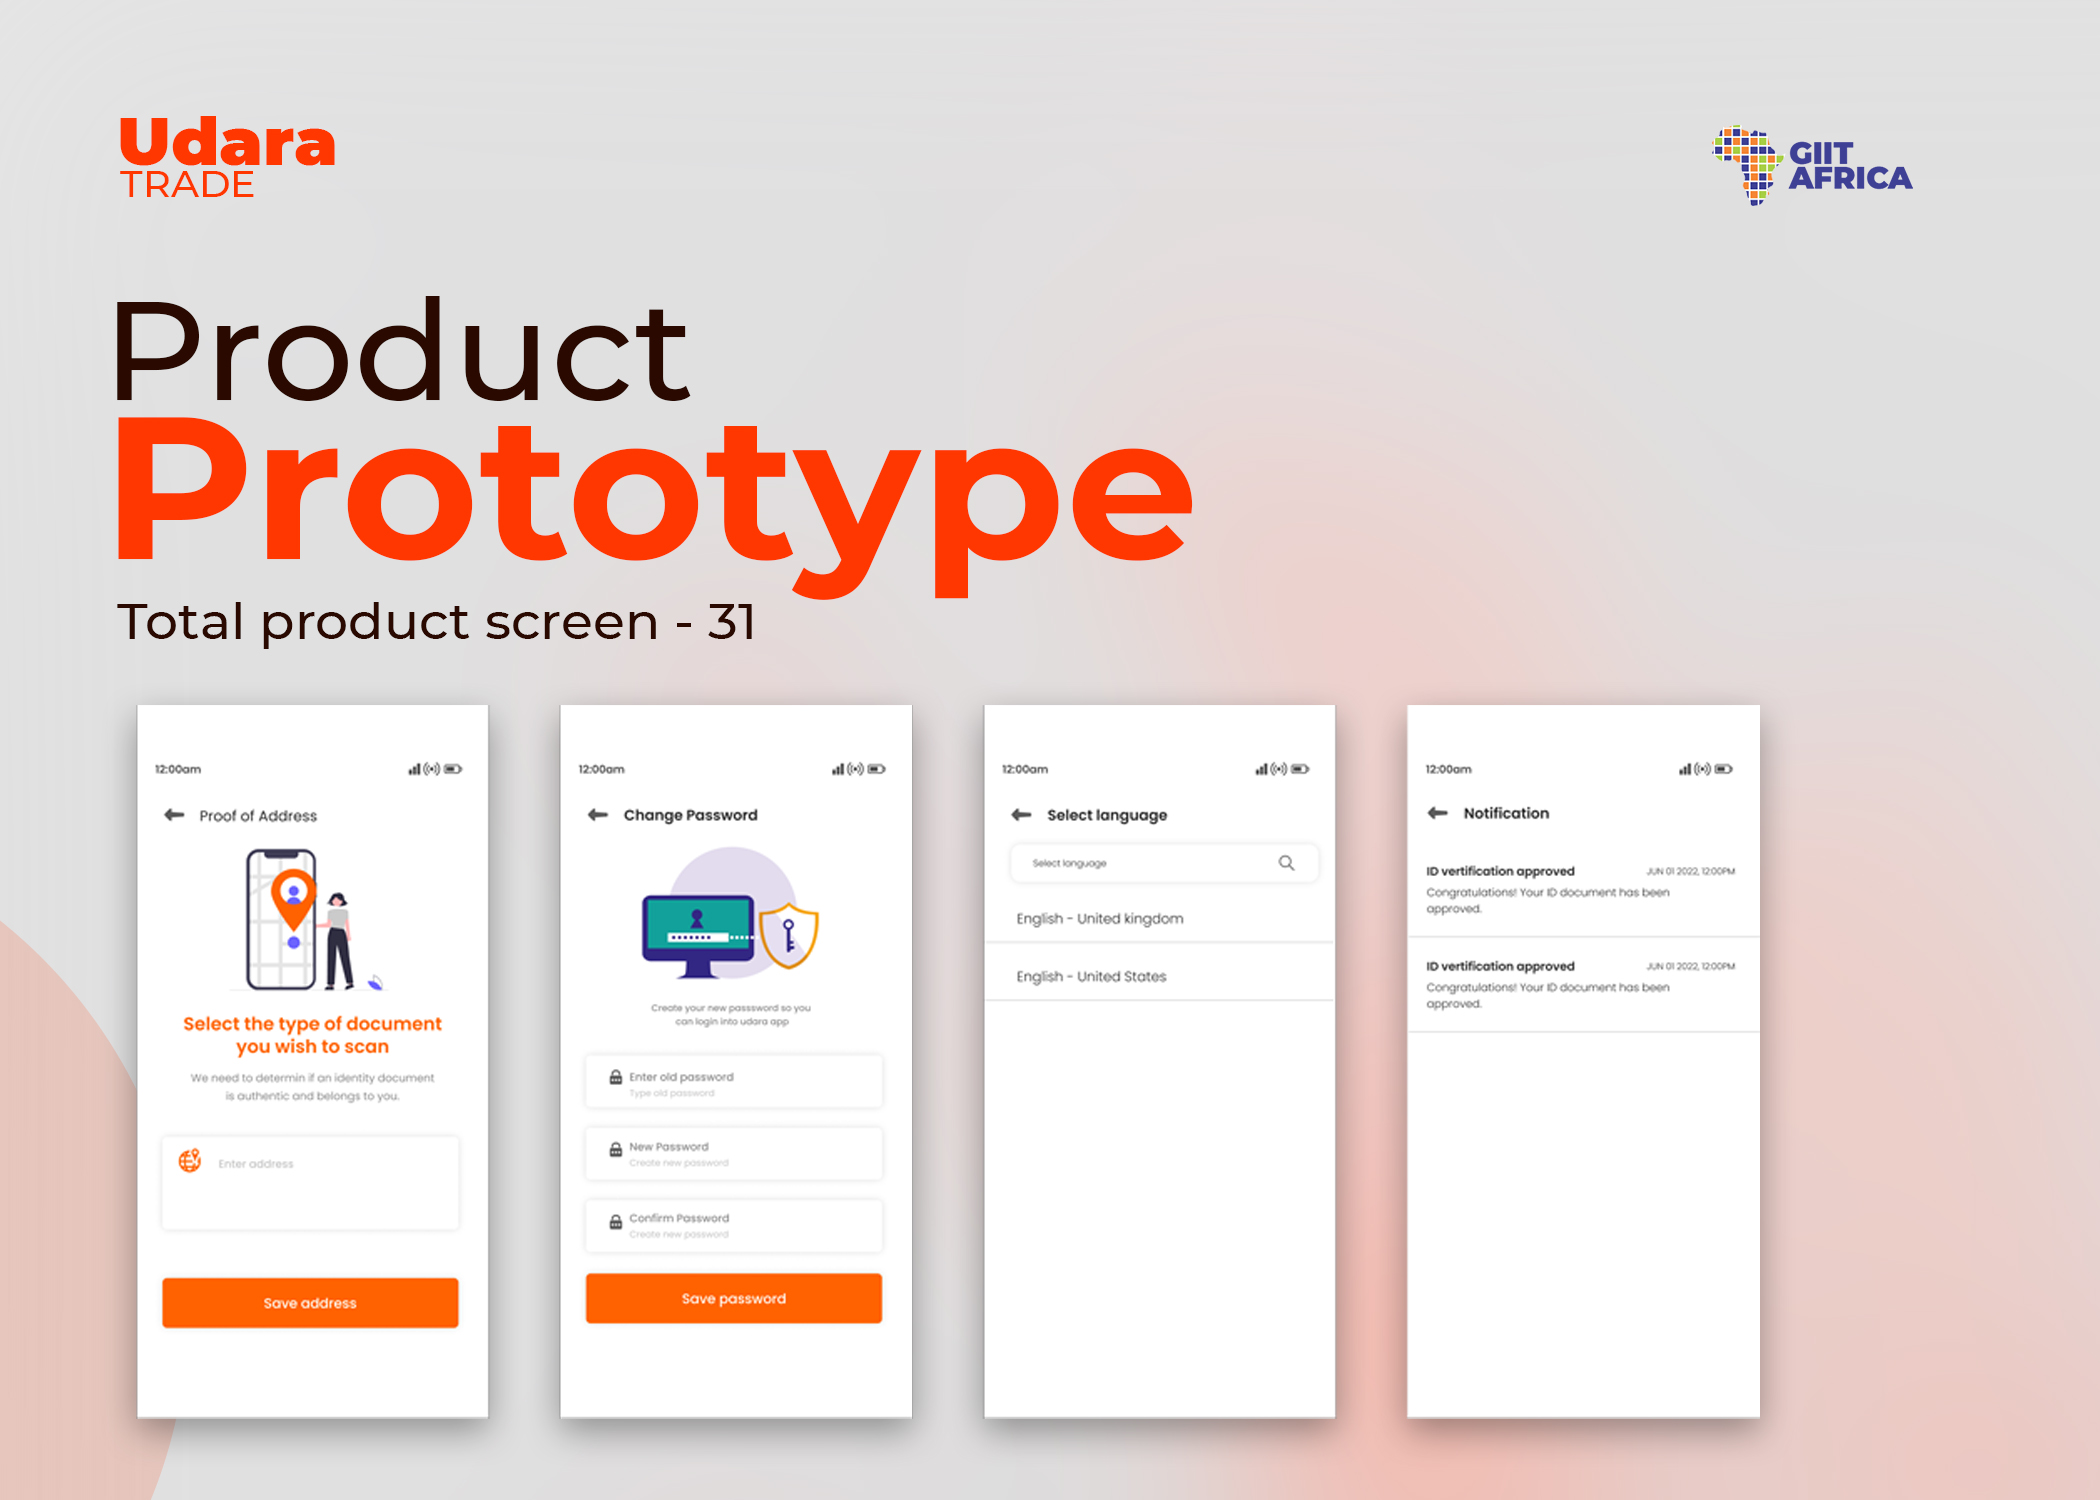 Udara
TRADE
GIIT
AFRICA
Product
Prototype
Total product screen - 31
12:00am
Proof of Address
Select the type of document
you wish to scan
We need to determin if an identity document
is authentic and belongs to you.
Enter address
Save address
12:00am
Change Password
Create your new passsword so you
can login into udara app
Enter old password
Type old password
New Password
Create new password
Confirm Password
Create new password
Save password
12:00am
Select language
Select language
English - United kingdom
English - United States
12:00am
Notification
ID vertification approved JUN 01 2022, 12:00PM
Congratulations! Your ID document has been
approved.
ID vertification approved JUN 01 2022, 12:00PM
Congratulations! Your ID document has been
approved.